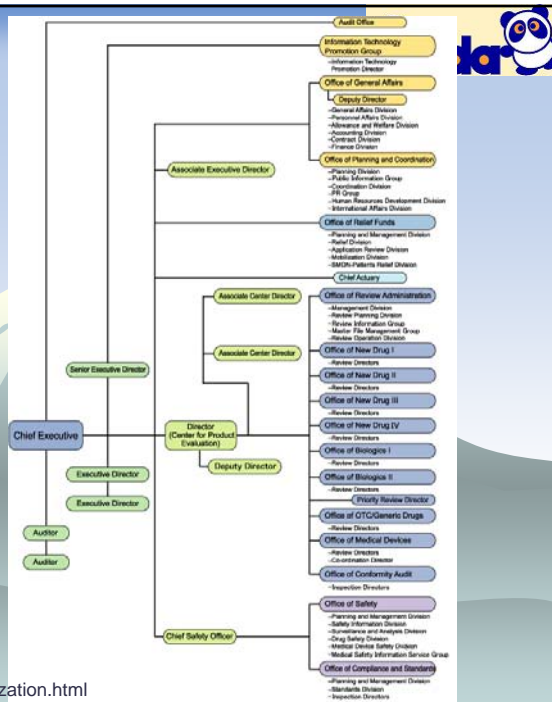 Audit Office
da
Information Technology
Promotion Group
–Information Technology
Promotion Director
Office of General Affairs
Deputy Director
–General Affairs Division
–Personnel Affairs Division
–Allowance and Welfare Division
–Accounting Division
–Contract Division
–Finance Division
Associate Executive Director
Office of Planning and Coordination
–Planning Division
–Public Information Group
–Coordination Division
–PR Group
–Human Resources Development Division
–International Affairs Division
Office of Relief Funds
–Planning and Management Division
–Relief Division
–Application Review Division
–Mobilization Division
–SMON-Patients Relief Division
Chief Actuary
Associate Center Director
Office of Review Administration
–Management Division
–Review Planning Division
–Review Information Group
–Master File Management Group
–Review Operation Division
Associate Center Director
Office of New Drug I
–Review Directors
Senior Executive Director
Office of New Drug II
–Review Directors
Office of New Drug III
–Review Directors
Chief Executive
Director
(Center for Product
Evaluation)
Office of New Drug IV
–Review Directors
Office of Biologics I
–Review Directors
Deputy Director
Executive Director
Office of Biologics II
–Review Directors
Priority Review Director
Executive Director
Office of OTC/Generic Drugs
–Review Directors
Auditor
Office of Medical Devices
–Review Directors
–Co-ordination Director
Auditor
Office of Conformity Audit
–Inspection Directors
Office of Safety
–Planning and Management Division
–Safety Information Division
–Surveillance and Analysis Division
–Drug Safety Division
–Medical Device Safety Division
–Medical Safety Information Service Group
Chief Safety Officer
Office of Compliance and Standards
–Planning and Management Division
–Standards Division
–Inspection Directors
zation.html